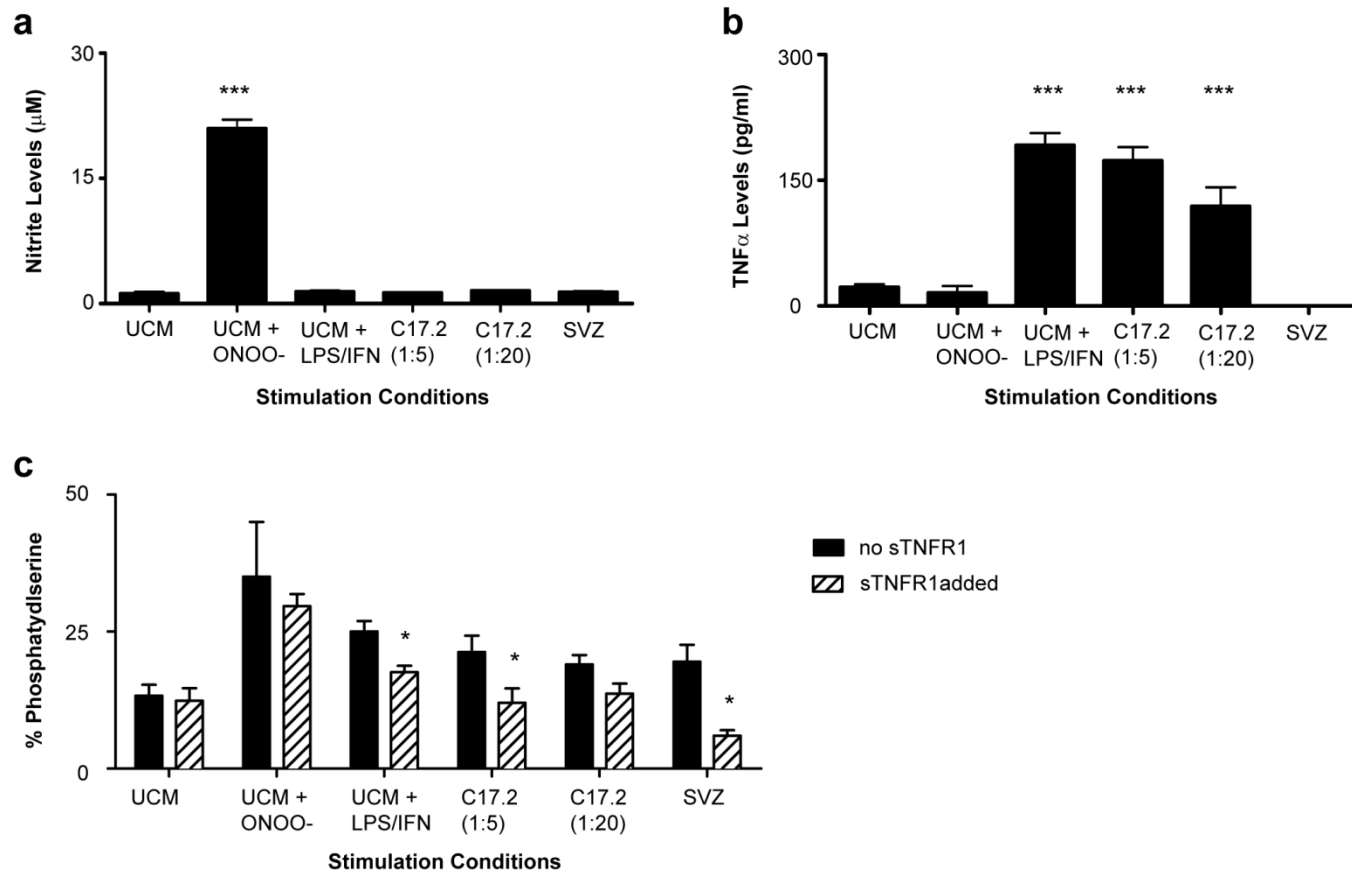 a
Nitrite Levels (μM)
30
15
0
***
UCM
UCM +
ONOO-
UCM +
LPS/IFN
C17.2
(1:5)
C17.2
(1:20)
SVZ
Stimulation Conditions
b
TNFα Levels (pg/ml)
300
150
0
***
***
***
UCM
UCM +
ONOO-
UCM +
LPS/IFN
C17.2
(1:5)
C17.2
(1:20)
SVZ
Stimulation Conditions
c
% Phosphatydlserine
50
25
0
*
*
*
UCM
UCM +
ONOO-
UCM +
LPS/IFN
C17.2
(1:5)
C17.2
(1:20)
SVZ
Stimulation Conditions
no sTNFR1
sTNFR1added